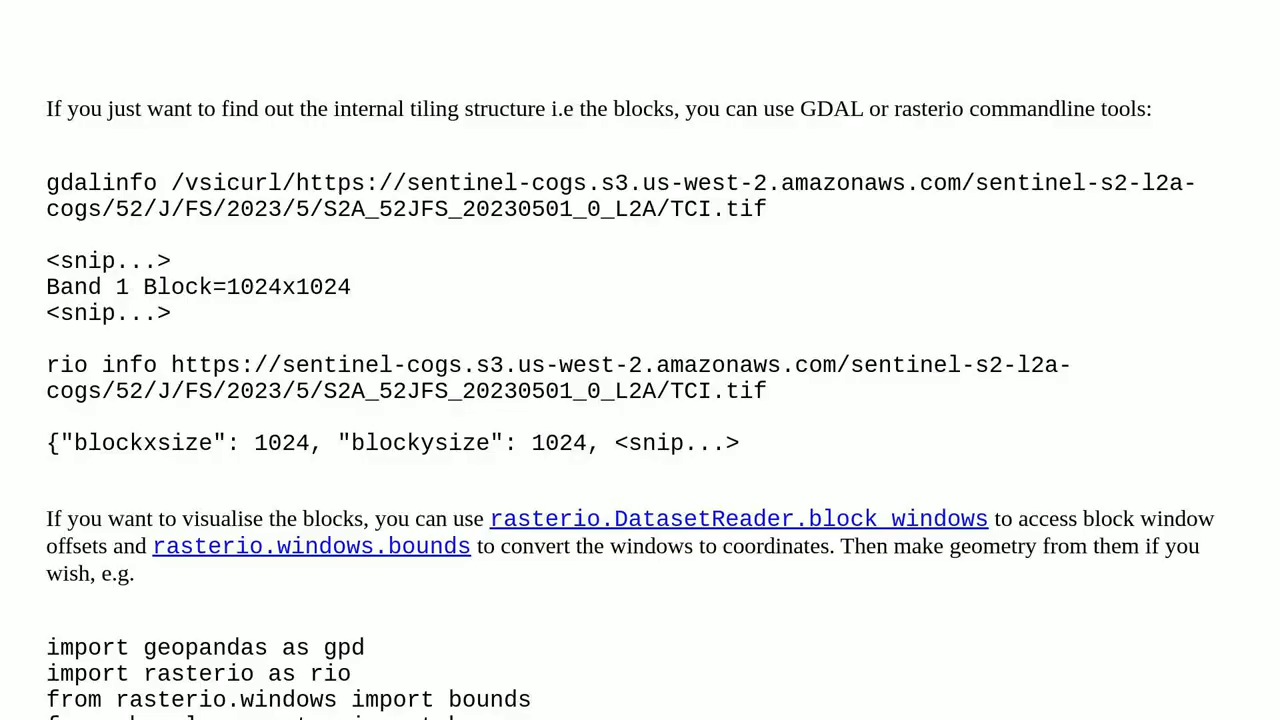 If you just want to find out the internal tiling structure i.e the blocks, you can use GDAL or rasterio commandline tools:
gdalinfo /vsicurl/https://sentinel-cogs.s3.us-west-2.amazonaws.com/sentinel-s2-l2a-
cogs/52/J/FS/2023/5/S2A_52JFS_20230501_0_L2A/TCI.tif
<snip...>
Band 1 Block=1024x1024
<snip...>
rio info https://sentinel-cogs.s3.us-west-2.amazonaws.com/sentinel-s2-l2a-
cogs/52/J/FS/2023/5/S2A_52JFS_20230501_0_L2A/TCI.tif
{"blockxsize": 1024, "blockysize": 1024, <snip...>
If you want to visualise the blocks, you can use rasterio.DatasetReader.block_windows to access block window
offsets and rasterio.windows.bounds to convert the windows to coordinates. Then make geometry from them if you
wish, e.g.
import geopandas as gpd
import rasterio as rio
from rasterio.windows import bounds